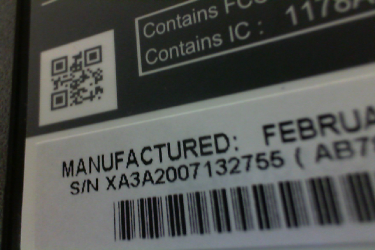 Contains FCC
Contains IC : 1178A
MANUFACTURED: FEBRUA
S/N XA3A2007132755 ( AB7